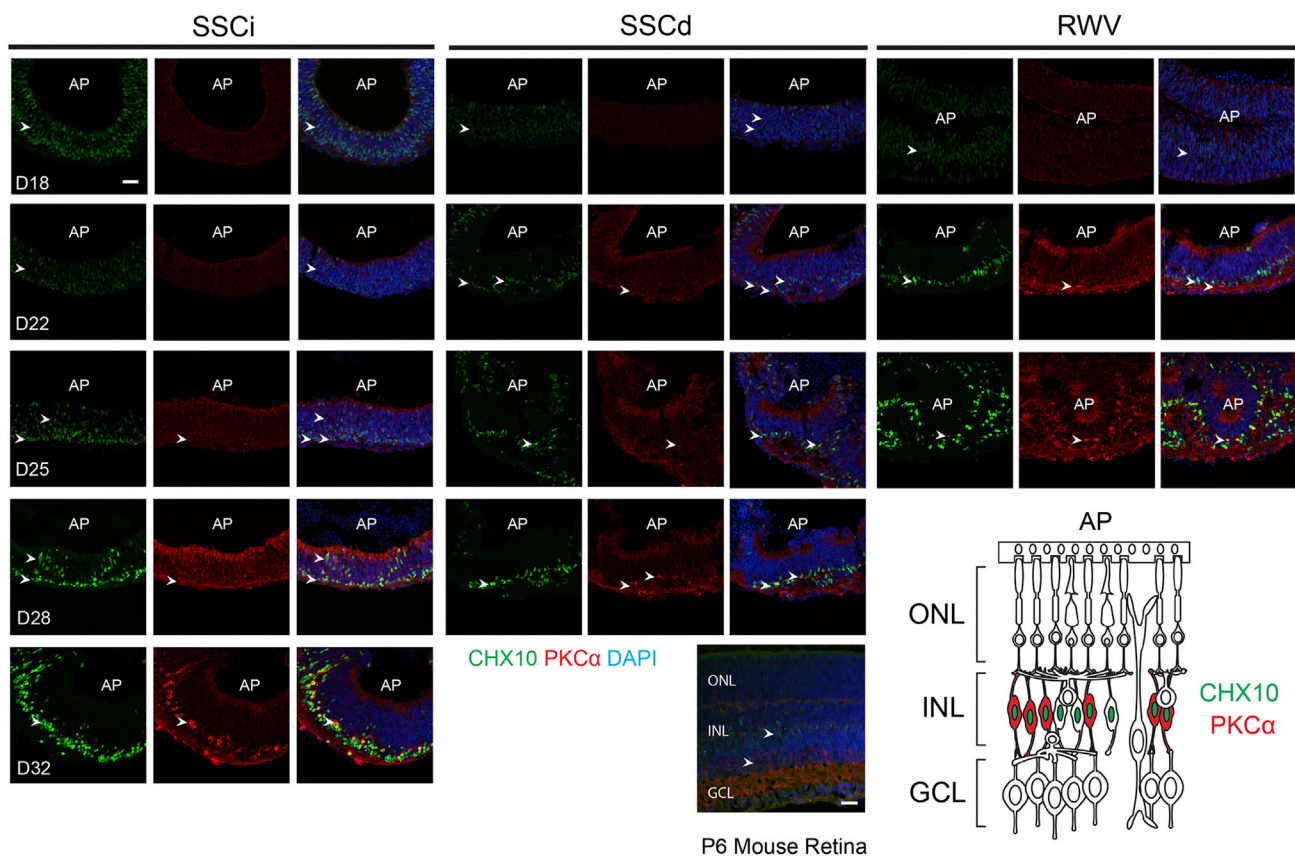 SSCi SSCd RWV
AP AP AP AP AP AP AP AP AP
D18
AP AP AP AP AP AP AP AP AP
D22
AP AP AP AP AP AP AP AP AP
D25
AP AP AP AP AP AP
D28
AP AP AP
D32
CHX10 PKCα DAPI
ONL
INL
GCL
P6 Mouse Retina
AP
ONL
INL
CHX10
PKCα
GCL